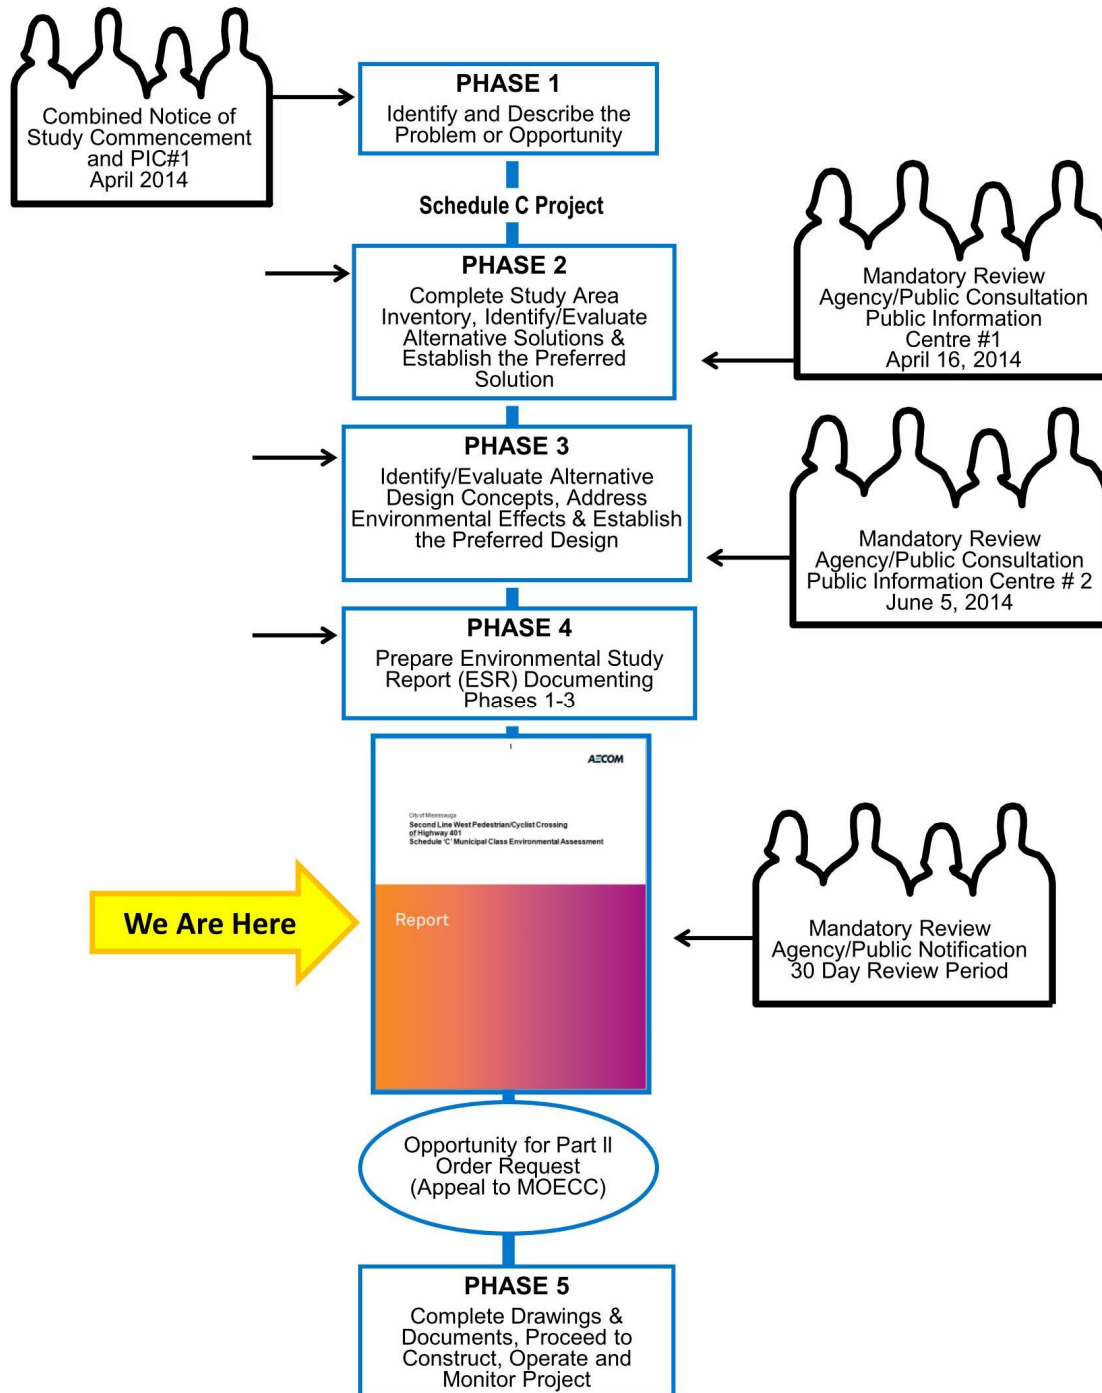 Combined Notice of
Study Commencement
and PIC#1
April 2014
PHASE 1
Identify and Describe the
Problem or Opportunity
Schedule C Project
PHASE 2
Complete Study Area
Inventory, Identify/Evaluate
Alternative Solutions &
Establish the Preferred
Solution
Mandatory Review
Agency/Public Consultation
Public Information
Centre #1
April 16, 2014
PHASE 3
Identify/Evaluate Alternative
Design Concepts, Address
Environmental Effects & Establish
the Preferred Design
Mandatory Review
Agency/Public Consultation
Public Information Centre # 2
June 5, 2014
PHASE 4
Prepare Environmental Study
Report (ESR) Documenting
Phases 1-3
AECOM
City of Mississauga
Second Line West Pedestrian/Cyclist Crossing
of Highway 401
Schedule 'C' Municipal Class Environmental Assessment
Report
We Are Here
Mandatory Review
Agency/Public Notification
30 Day Review Period
Opportunity for Part II
Order Request
(Appeal to MOECC)
PHASE 5
Complete Drawings &
Documents, Proceed to
Construct, Operate and
Monitor Project